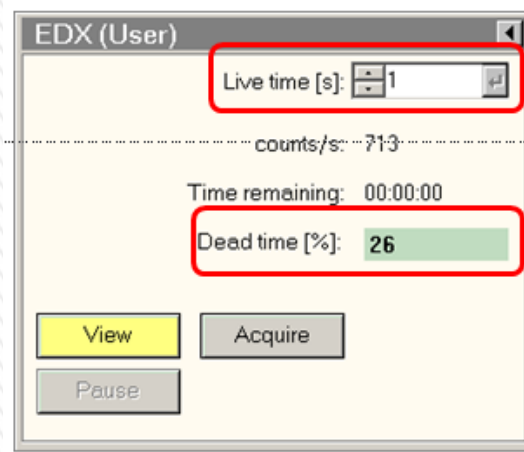 EDX (User)
Live time [s]: 1
counts/s: 713
Time remaining: 00:00:00
Dead time [%]: 26
View Acquire
Pause